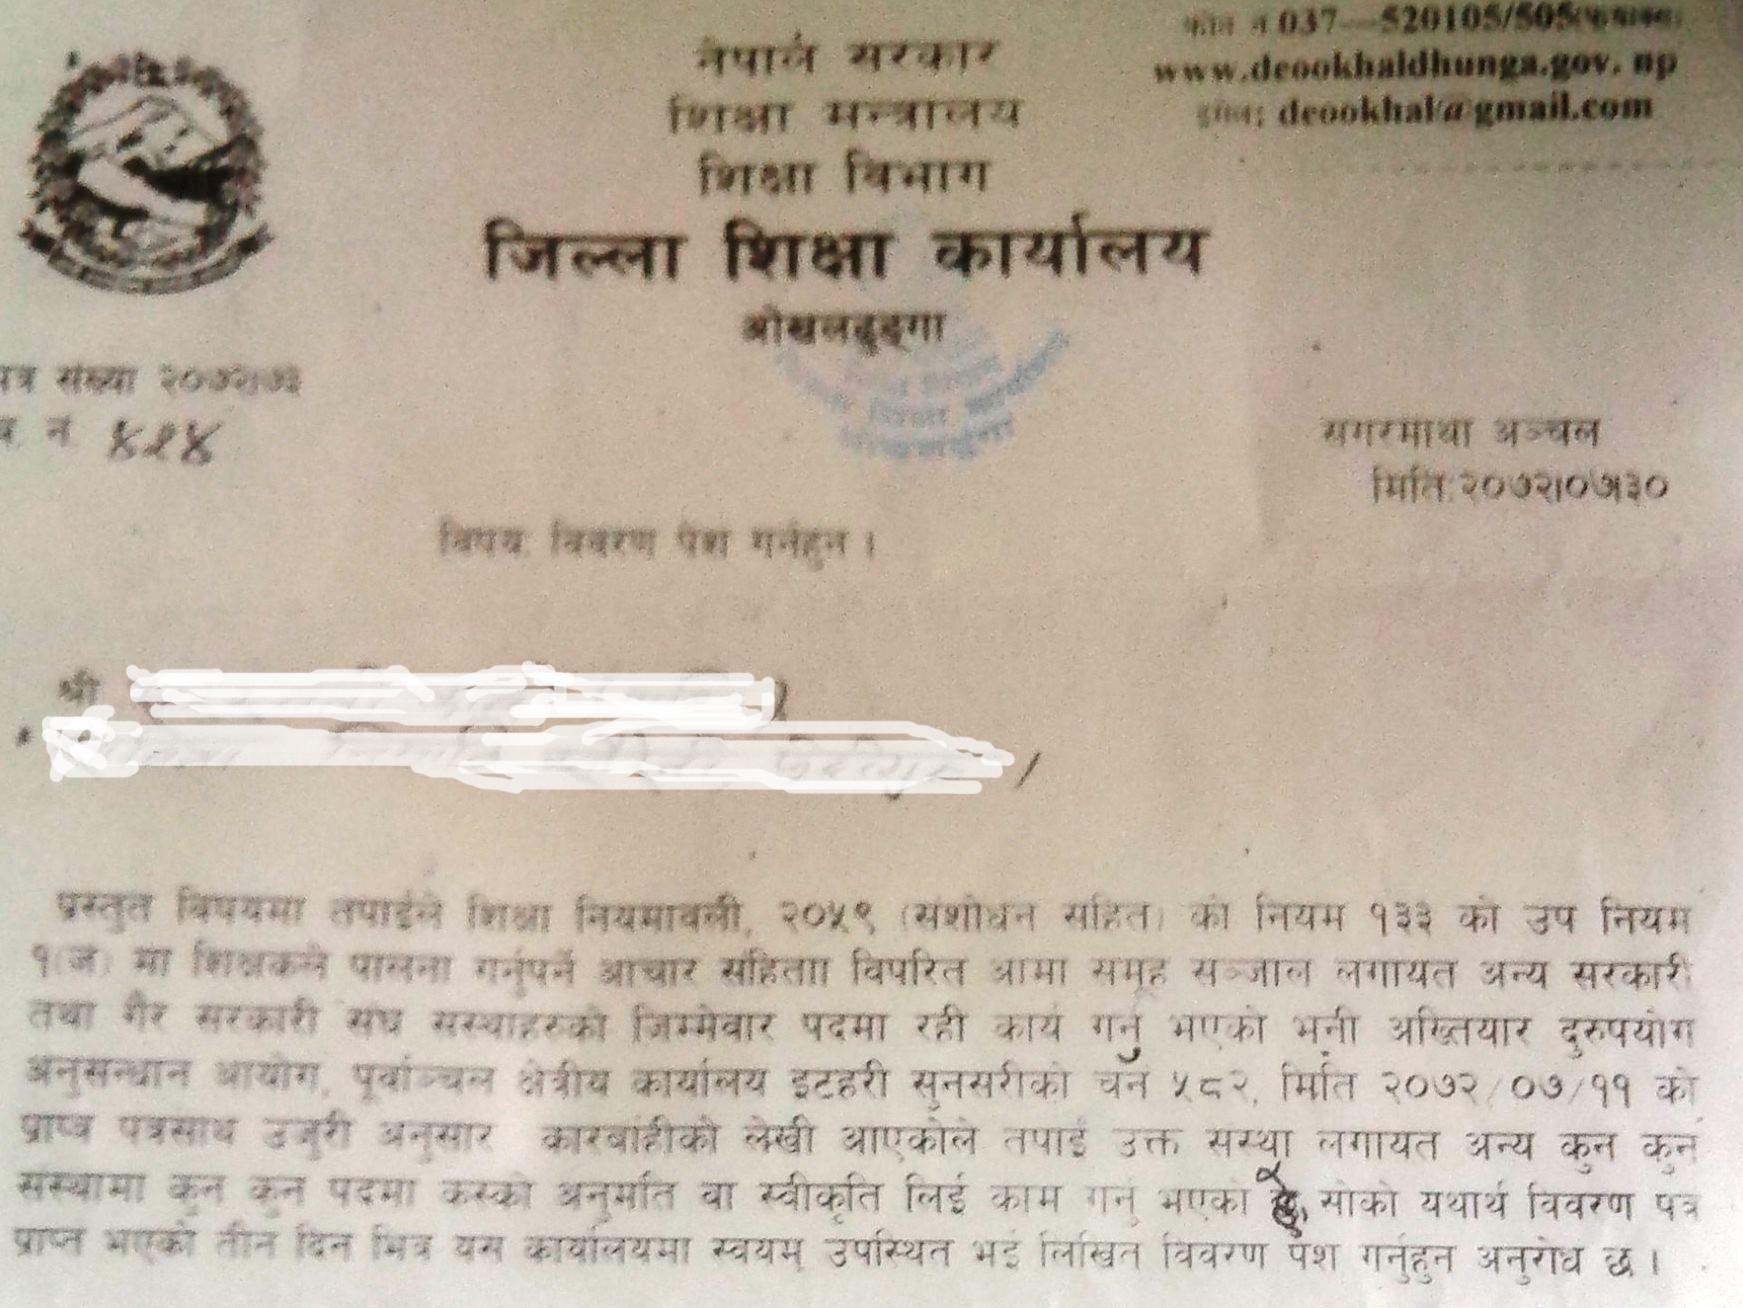 फोन नं 037—520105/505
नेपाल सरकार
www.deookhaldhunga.gov. np
शिक्षा मन्त्रालय
deookhal@gmail.com
शिक्षा विभाग
जिल्ला शिक्षा कार्यालय
ओखलढुङ्गा
पत्र संख्या २०७२।७३
च. नं. ४१४
सगरमाथा अञ्चल
मिति:२०७२।०७।३०
विषय: विवरण पेश गर्नुहुन ।
श्री
प्रस्तुत विषयमा तपाईले शिक्षा नियमावली, २०५९ (संशोधन सहित) को नियम १३३ को उप नियम
१(ज) मा शिक्षकले पालना गर्नुपर्ने आचार संहिताा विपरित आमा समूह सञ्जाल लगायत अन्य सरकारी
तथा गैर सरकारी संघ संस्थाहरुको जिम्मेवार पदमा रही कार्य गर्नु भएको भनी अख्तियार दुरुपयोग
अनुसन्धान आयोग, पूर्वाञ्चल क्षेत्रीय कार्यालय इटहरी सुनसरीको चनं ५८२, मिति २०७२/०७/११ को
प्राप्त पत्रसाथ उजुरी अनुसार कारबाहीको लेखी आएकोले तपाई उक्त संस्था लगायत अन्य कुन कुन
संस्थामा कुन कुन पदमा कस्को अनुमति वा स्वीकृति लिई काम गर्नु भएको सोको यथार्थ विवरण पत्र
प्राप्त भएको तीन दिन भित्र यस कार्यालयमा स्वयम् उपस्थित भई लिखित विवरण पेश गर्नुहुन अनुरोध छ ।